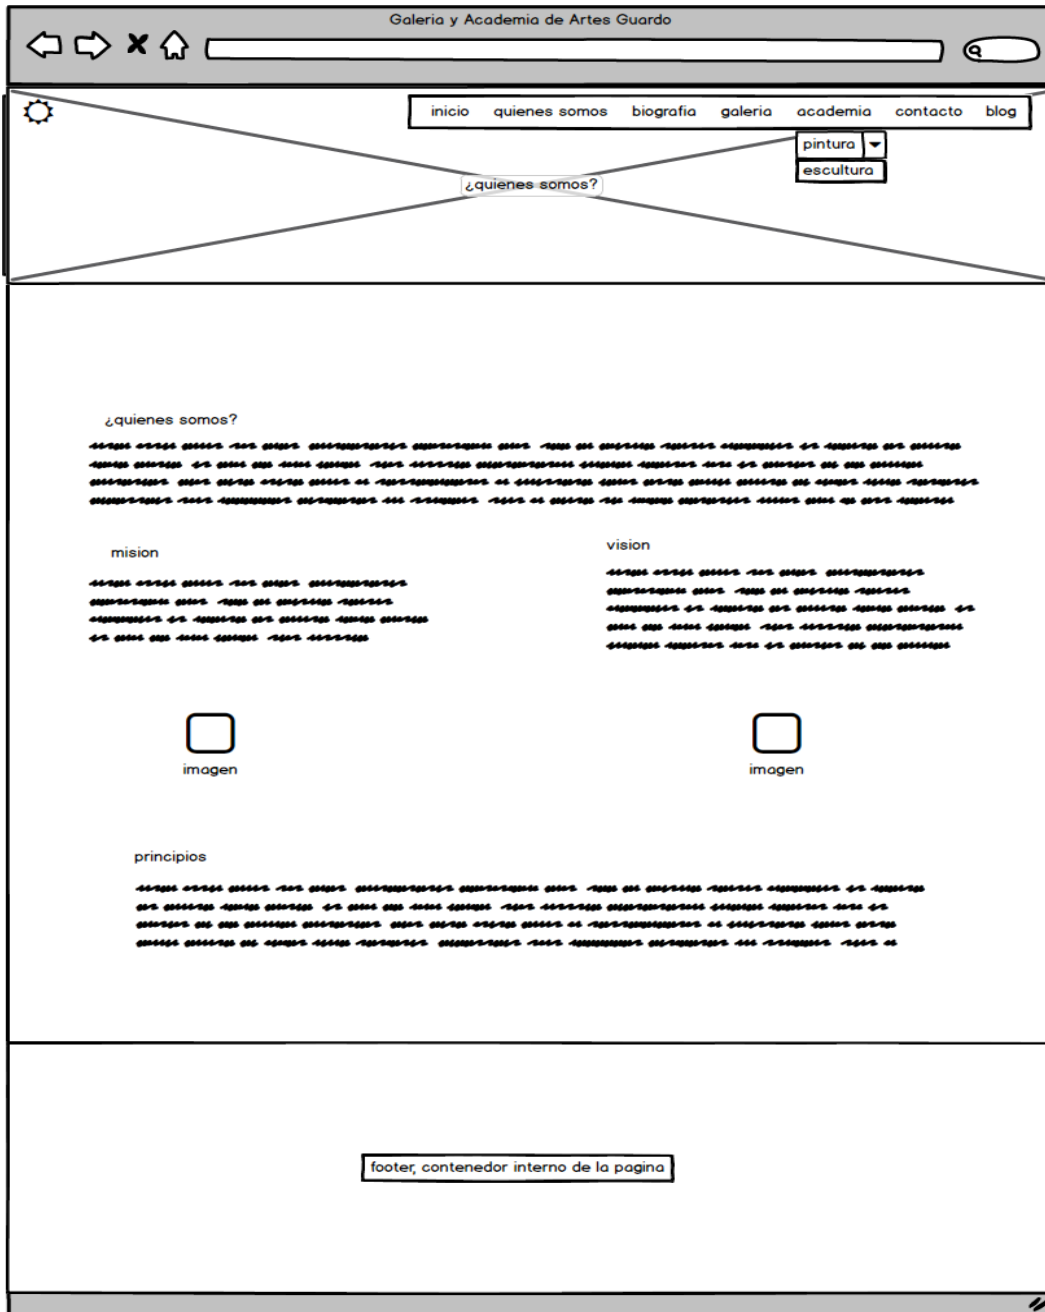 Galeria y Academia de Artes Guardo
inicio quienes somos biografia galeria academia contacto blog
pintura
escultura
¿quienes somos?
¿quienes somos?
mision
vision
imagen
imagen
principios
footer, contenedor interno de la pagina